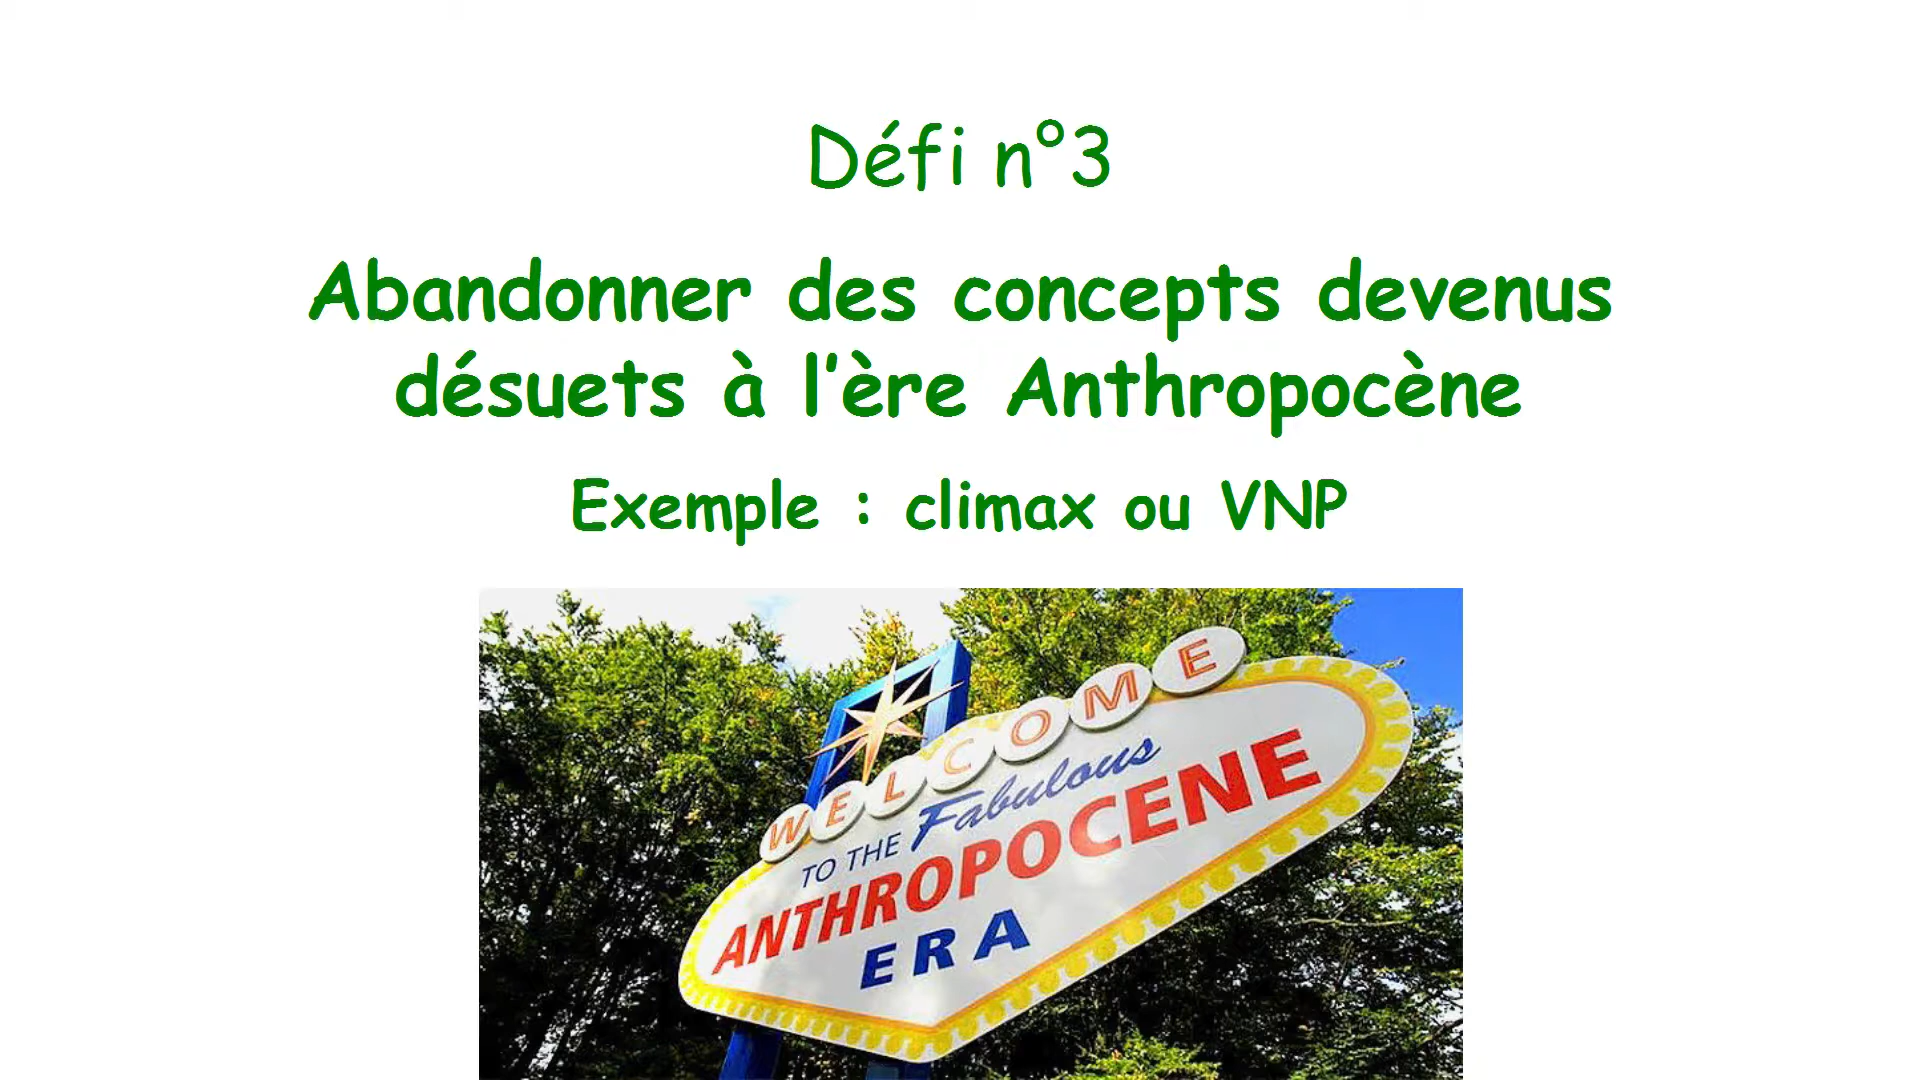 Défi n°3
Abandonner des concepts devenus
désuets à l'ère Anthropocène
Exemple : climax ou VNP
WELCOME
TO THE Fabulous
ANTHROPOCENE
ERA